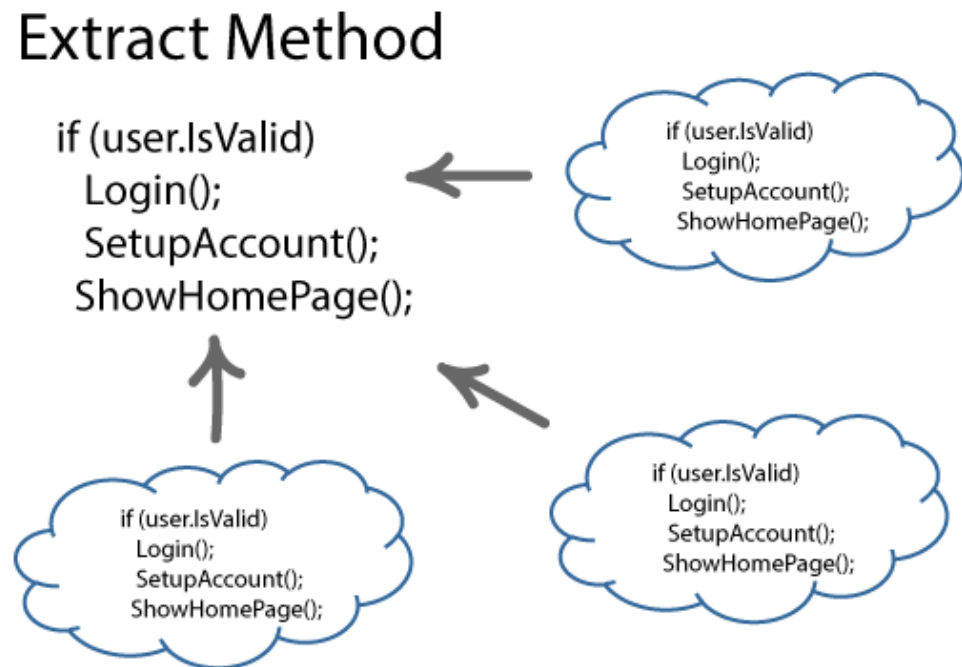 Extract Method
if (user.IsValid)
Login();
SetupAccount();
ShowHomePage();
if (user.IsValid)
Login();
SetupAccount();
ShowHomePage();
if (user.IsValid)
Login();
SetupAccount();
ShowHomePage();
if (user.IsValid)
Login();
SetupAccount();
ShowHomePage();